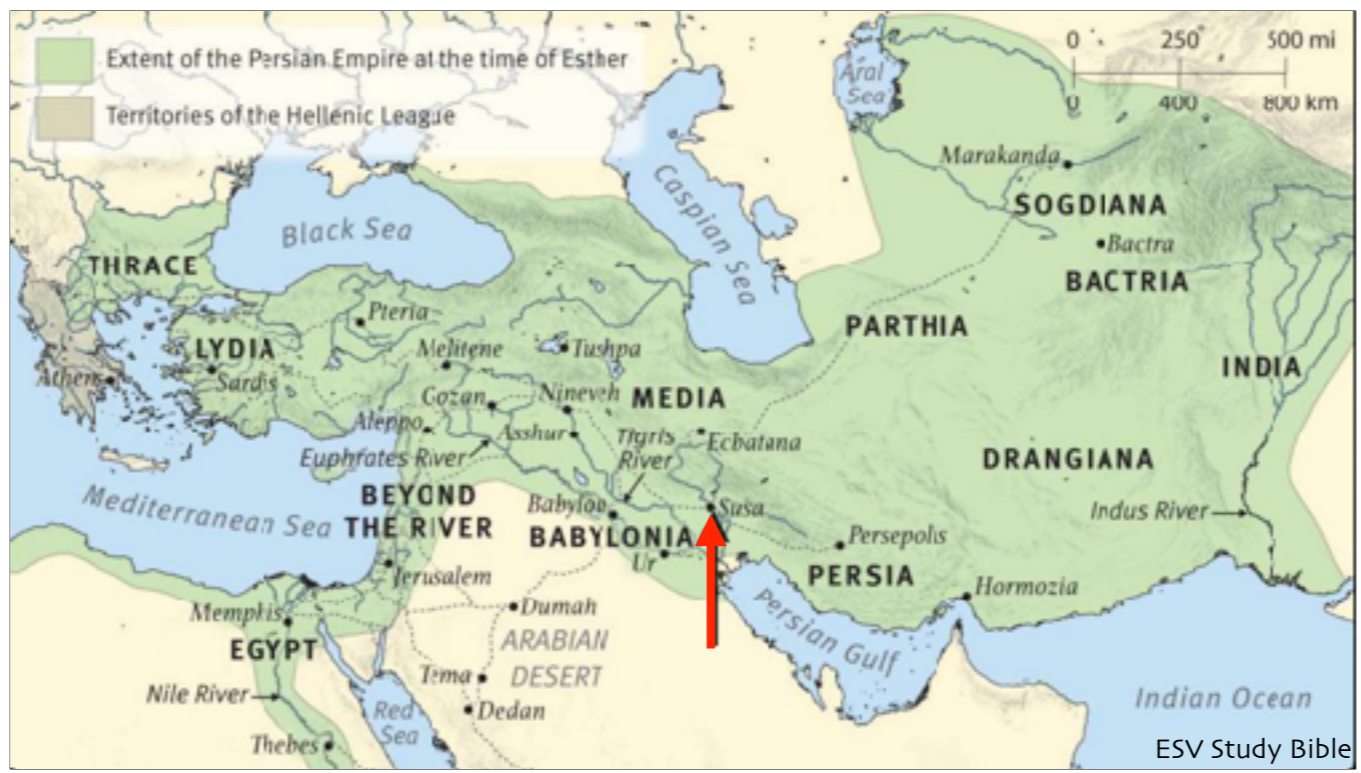 Extent of the Persian Empire at the time of Esther
Territories of the Hellenic League
0 250 500 mi
0 400 800 km
Aral
Sea
Marakanda
Caspian Sea
SOGDIANA
Black Sea
Bactra
THRACE
BACTRIA
Pteria
PARTHIA
LYDIA
Melitene
Tushpa
INDIA
Athens
Sardis
Gozan
Nineveh
MEDIA
Aleppo
Asshur
Tigris
River
Ecbatana
Euphrates River
DRANGIANA
Mediterranean Sea
BEYOND
THE RIVER
Babylon
Susa
Indus River
BABYLONIA
Persepolis
Ur
Jerusalem
PERSIA
Hormozia
Memphis
Dumah
Persian Gulf
EGYPT
ARABIAN
DESERT
Tema
Nile River
Red
Sea
Dedan
Indian Ocean
Thebes
ESV Study Bible